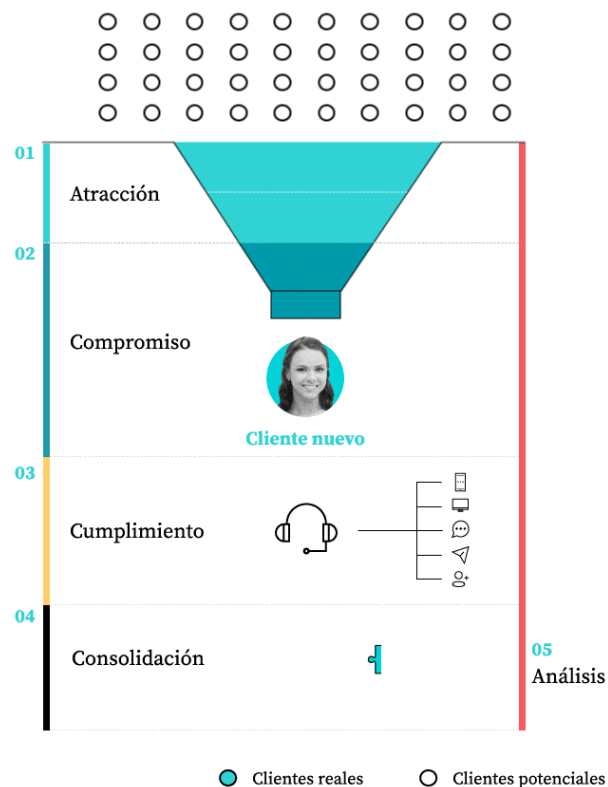 01
Atracción
02
Compromiso
Cliente nuevo
03
Cumplimiento
04
Consolidación
05
Análisis
Clientes reales
Clientes potenciales